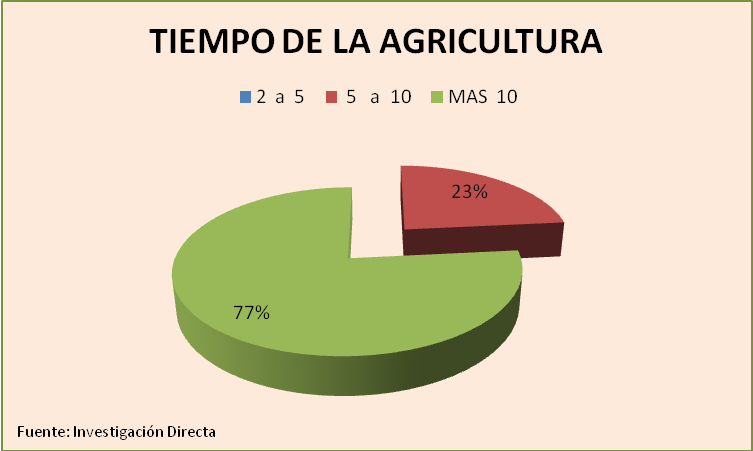 TIEMPO DE LA AGRICULTURA
2 a 5 5 a 10 MAS 10
23%
77%
Fuente: Investigación Directa